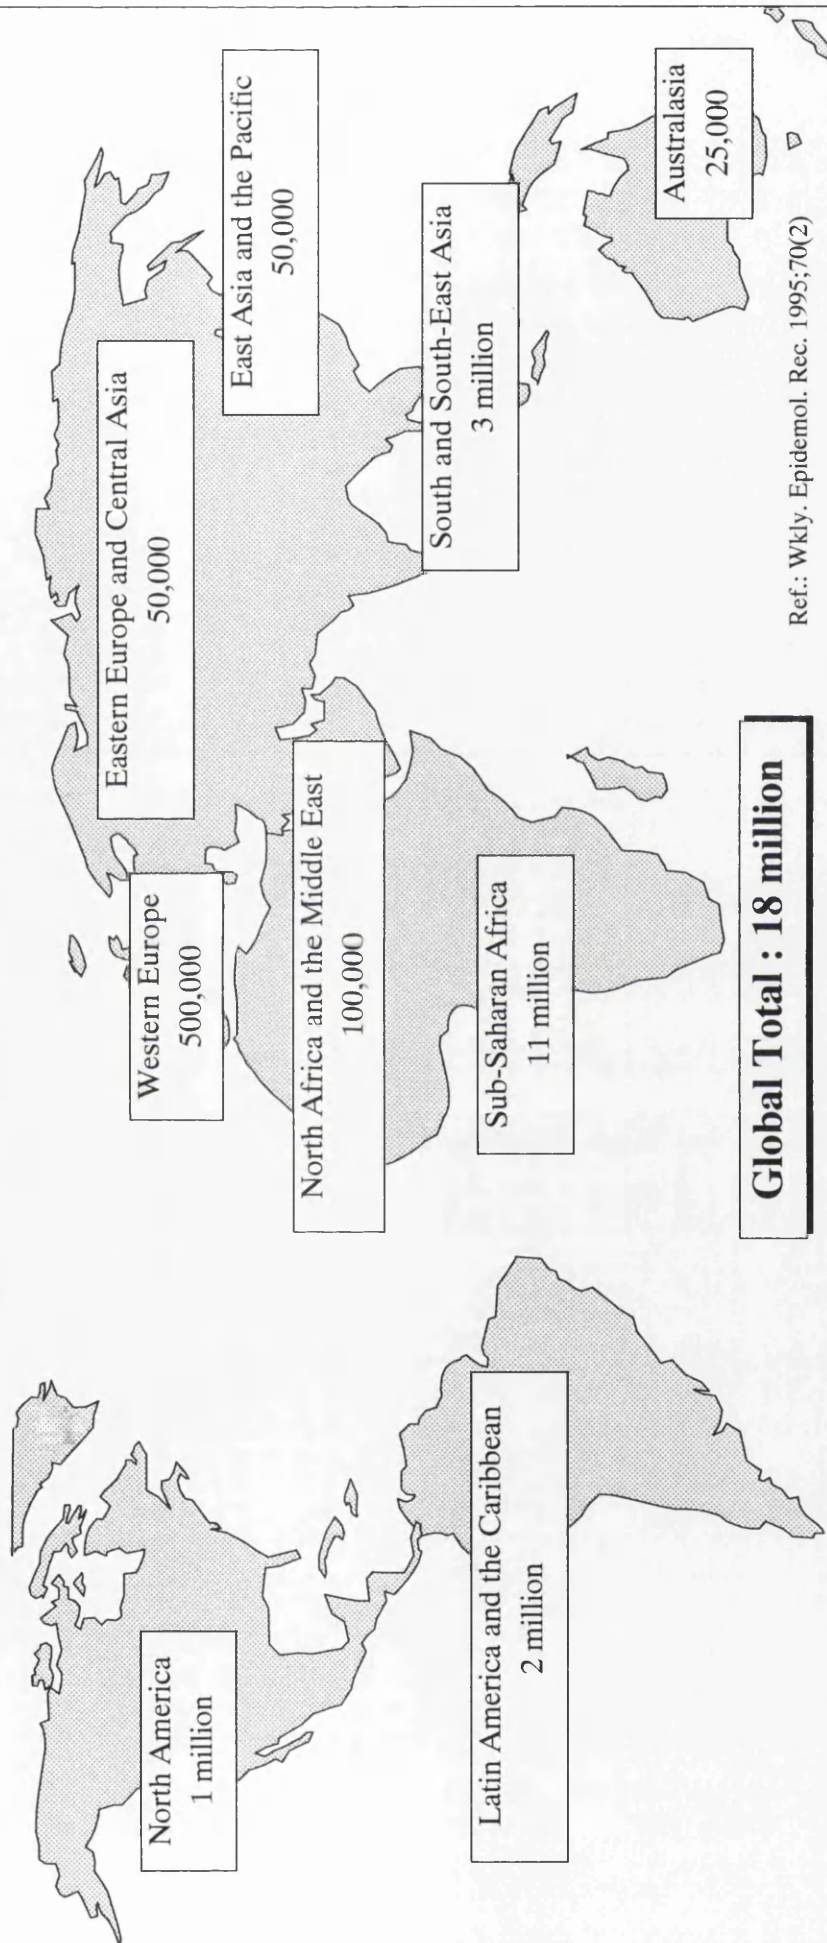 North America
1 million
Latin America and the Caribbean
2 million
Western Europe
500,000
North Africa and the Middle East
100,000
Sub-Saharan Africa
11 million
Eastern Europe and Central Asia
50,000
East Asia and the Pacific
50,000
South and South-East Asia
3 million
Australasia
25,000
Global Total : 18 million
Ref.: Wkly. Epidemol. Rec. 1995;70(2)